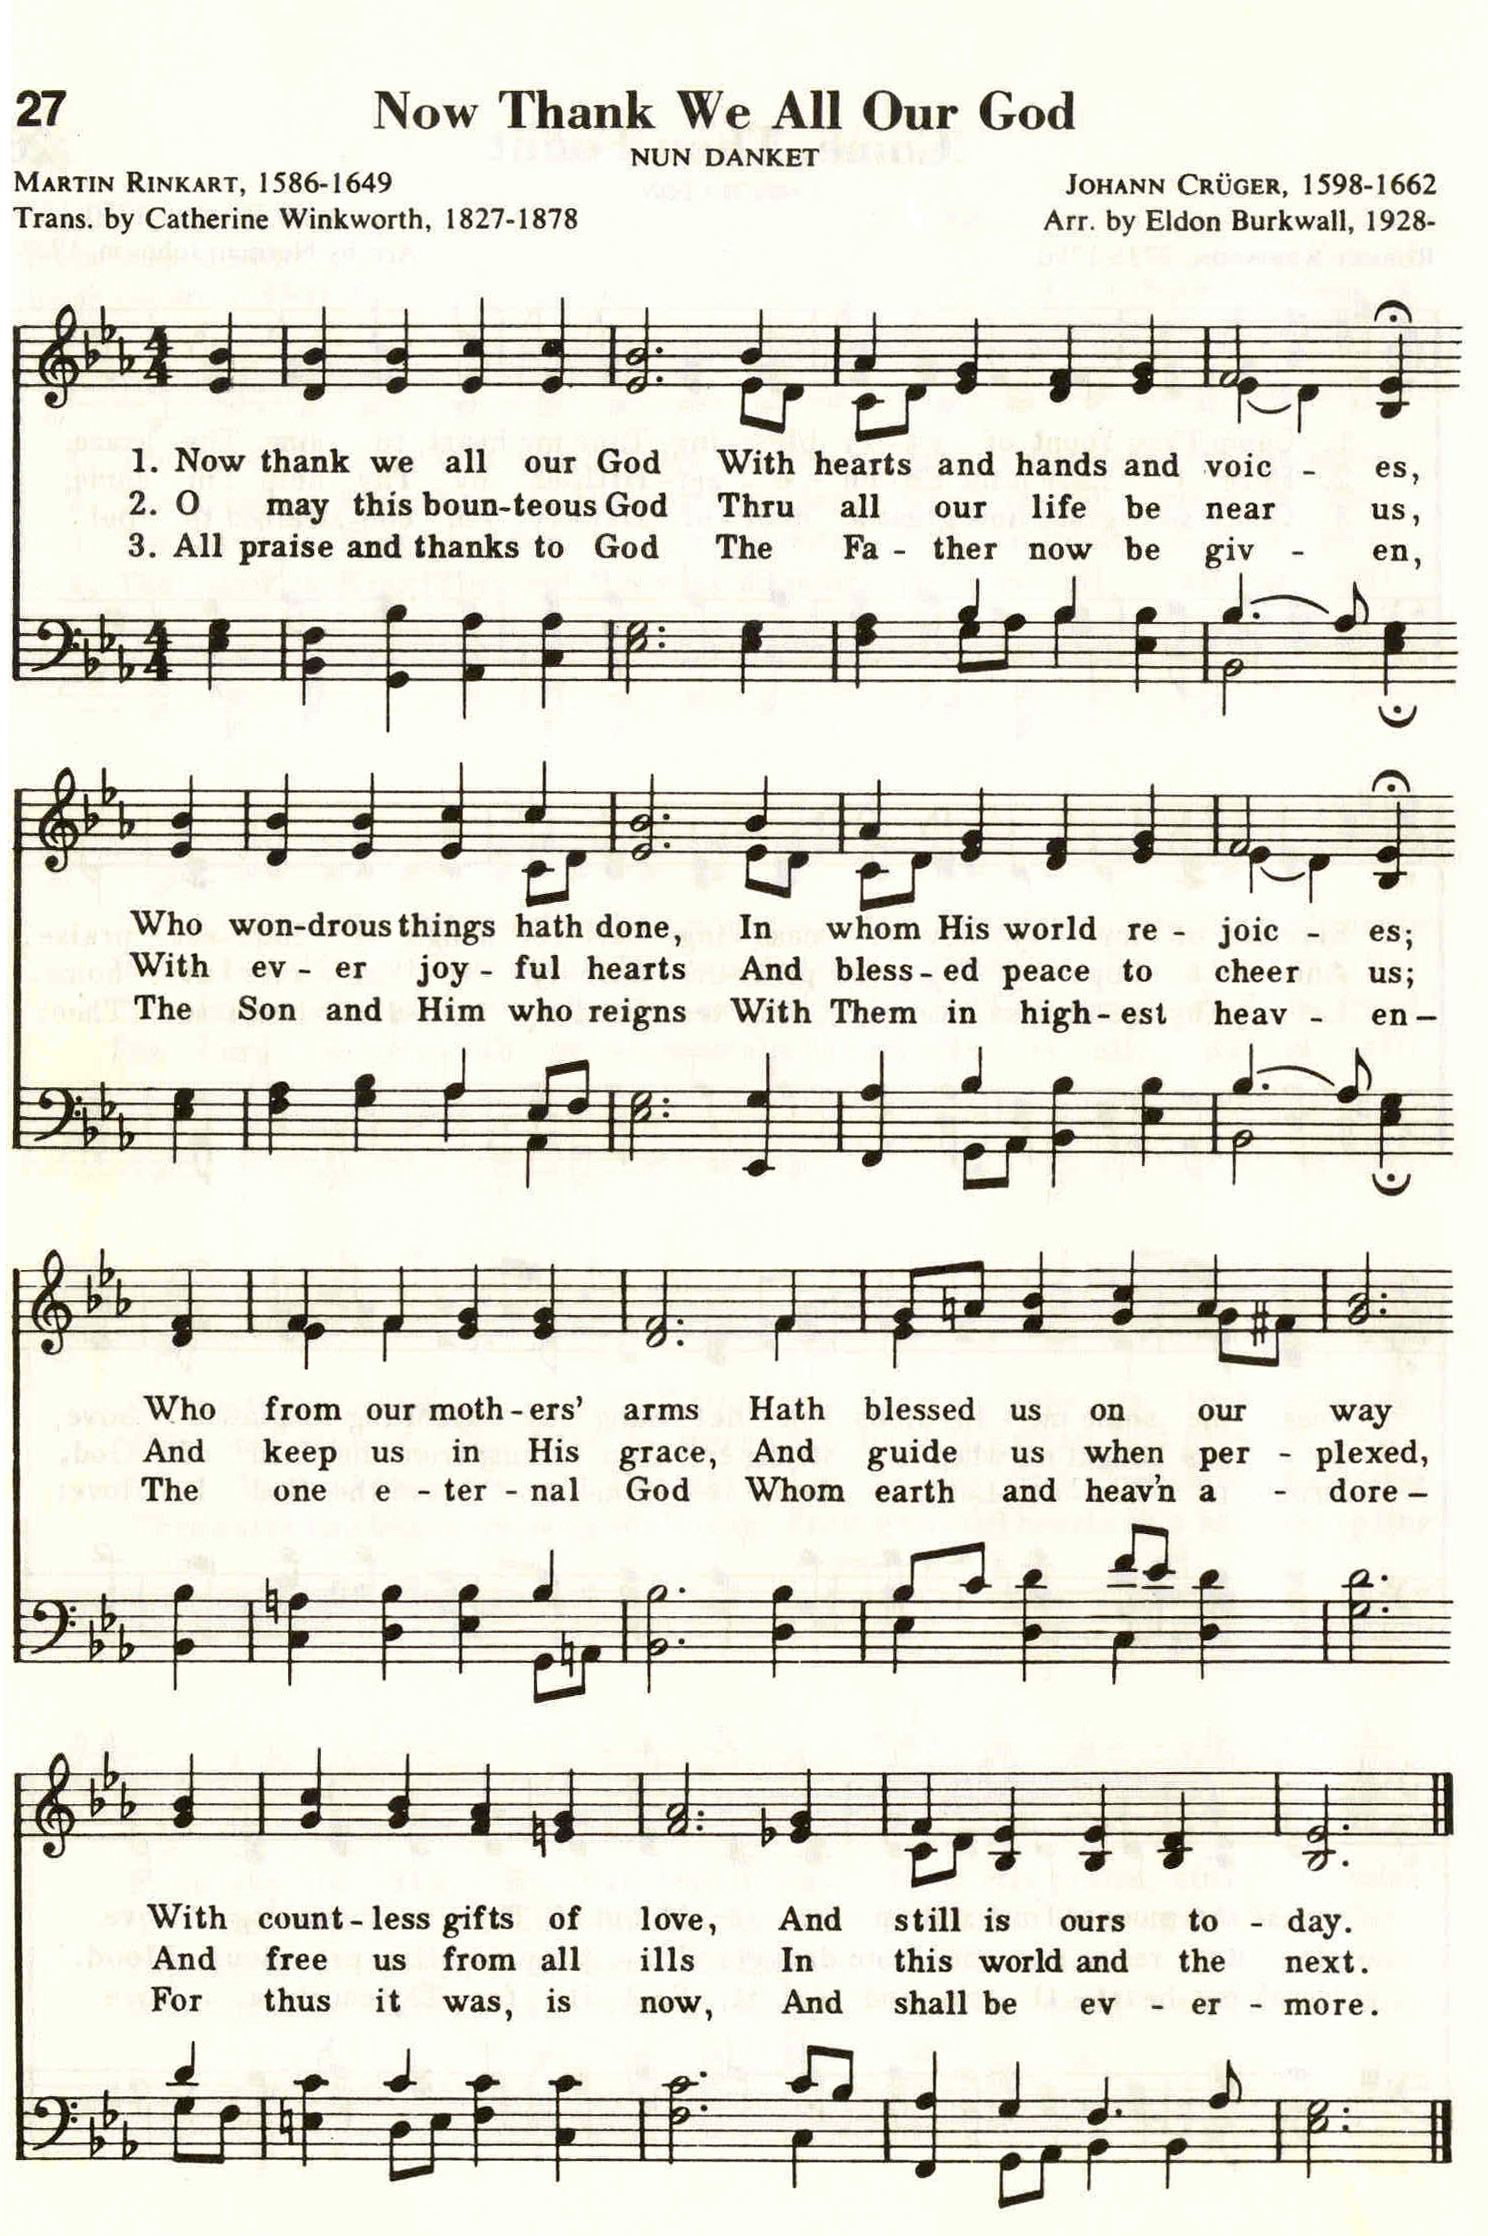 27
Now Thank We All Our God
NUN DANKET
MARTIN RINKART, 1586-1649
JOHANN CRÜGER, 1598-1662
Trans. by Catherine Winkworth, 1827-1878
Arr. by Eldon Burkwall, 1928-
1. Now thank we all our God With hearts and hands and voic - es,
2. O may this boun-teous God Thru all our life be near us,
3. All praise and thanks to God The Fa - ther now be giv - en,
Who won-drous things hath done, In whom His world re - joic - es;
With ev - er joy - ful hearts And bless - ed peace to cheer us;
The Son and Him who reigns With Them in high-est heav - en—
Who from our moth-ers' arms Hath blessed us on our way
And keep us in His grace, And guide us when per - plexed,
The one e - ter - nal God Whom earth and heav'n a - dore—
With count-less gifts of love, And still is ours to - day.
And free us from all ills In this world and the next.
For thus it was, is now, And shall be ev - er - more.